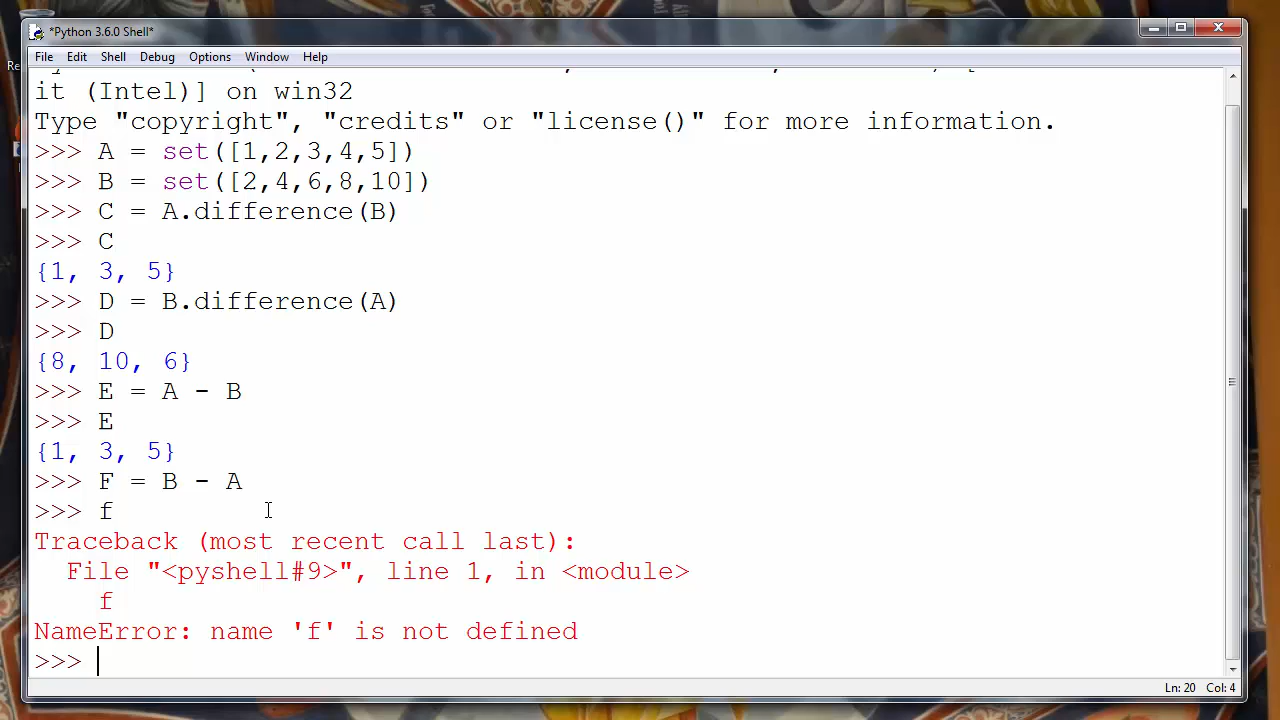 *Python 3.6.0 Shell*
File Edit Shell Debug Options Window Help
it (Intel)] on win32
Type "copyright", "credits" or "license()" for more information.
>>> A = set([1,2,3,4,5])
>>> B = set([2,4,6,8,10])
>>> C = A.difference(B)
>>> C
{1, 3, 5}
>>> D = B.difference(A)
>>> D
{8, 10, 6}
>>> E = A - B
>>> E
{1, 3, 5}
>>> F = B - A
>>> f
Traceback (most recent call last):
  File "<pyshell#9>", line 1, in <module>
    f
NameError: name 'f' is not defined
>>>
Ln: 20 Col: 4